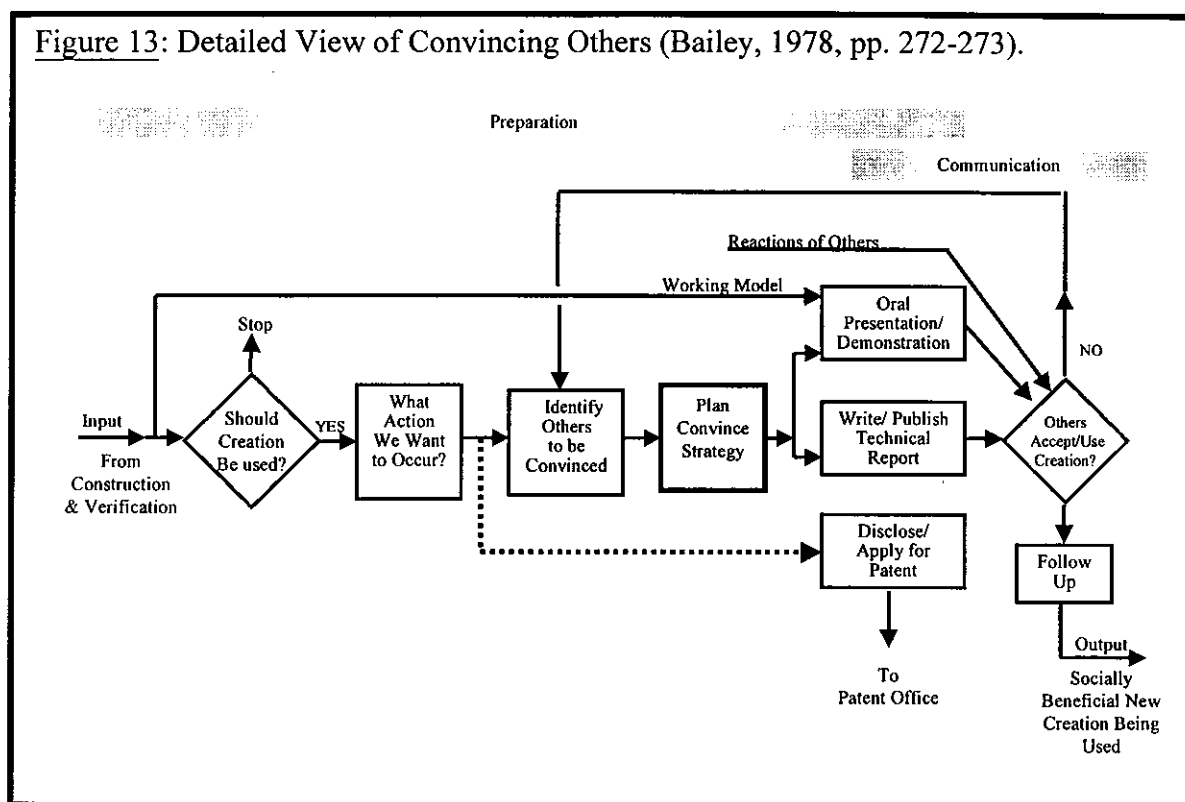 Figure 13: Detailed View of Convincing Others (Bailey, 1978, pp. 272-273).
Preparation
Communication
Reactions of Others
Working Model
Stop
Oral
Presentation/
Demonstration
NO
Input
From
Construction
& Verification
Should
Creation
Be used?
YES
What
Action
We Want
to Occur?
Identify
Others
to be
Convinced
Plan
Convince
Strategy
Write/ Publish
Technical
Report
Others
Accept/Use
Creation?
Disclose/
Apply for
Patent
Follow
Up
To
Patent Office
Output
Socially
Beneficial New
Creation Being
Used